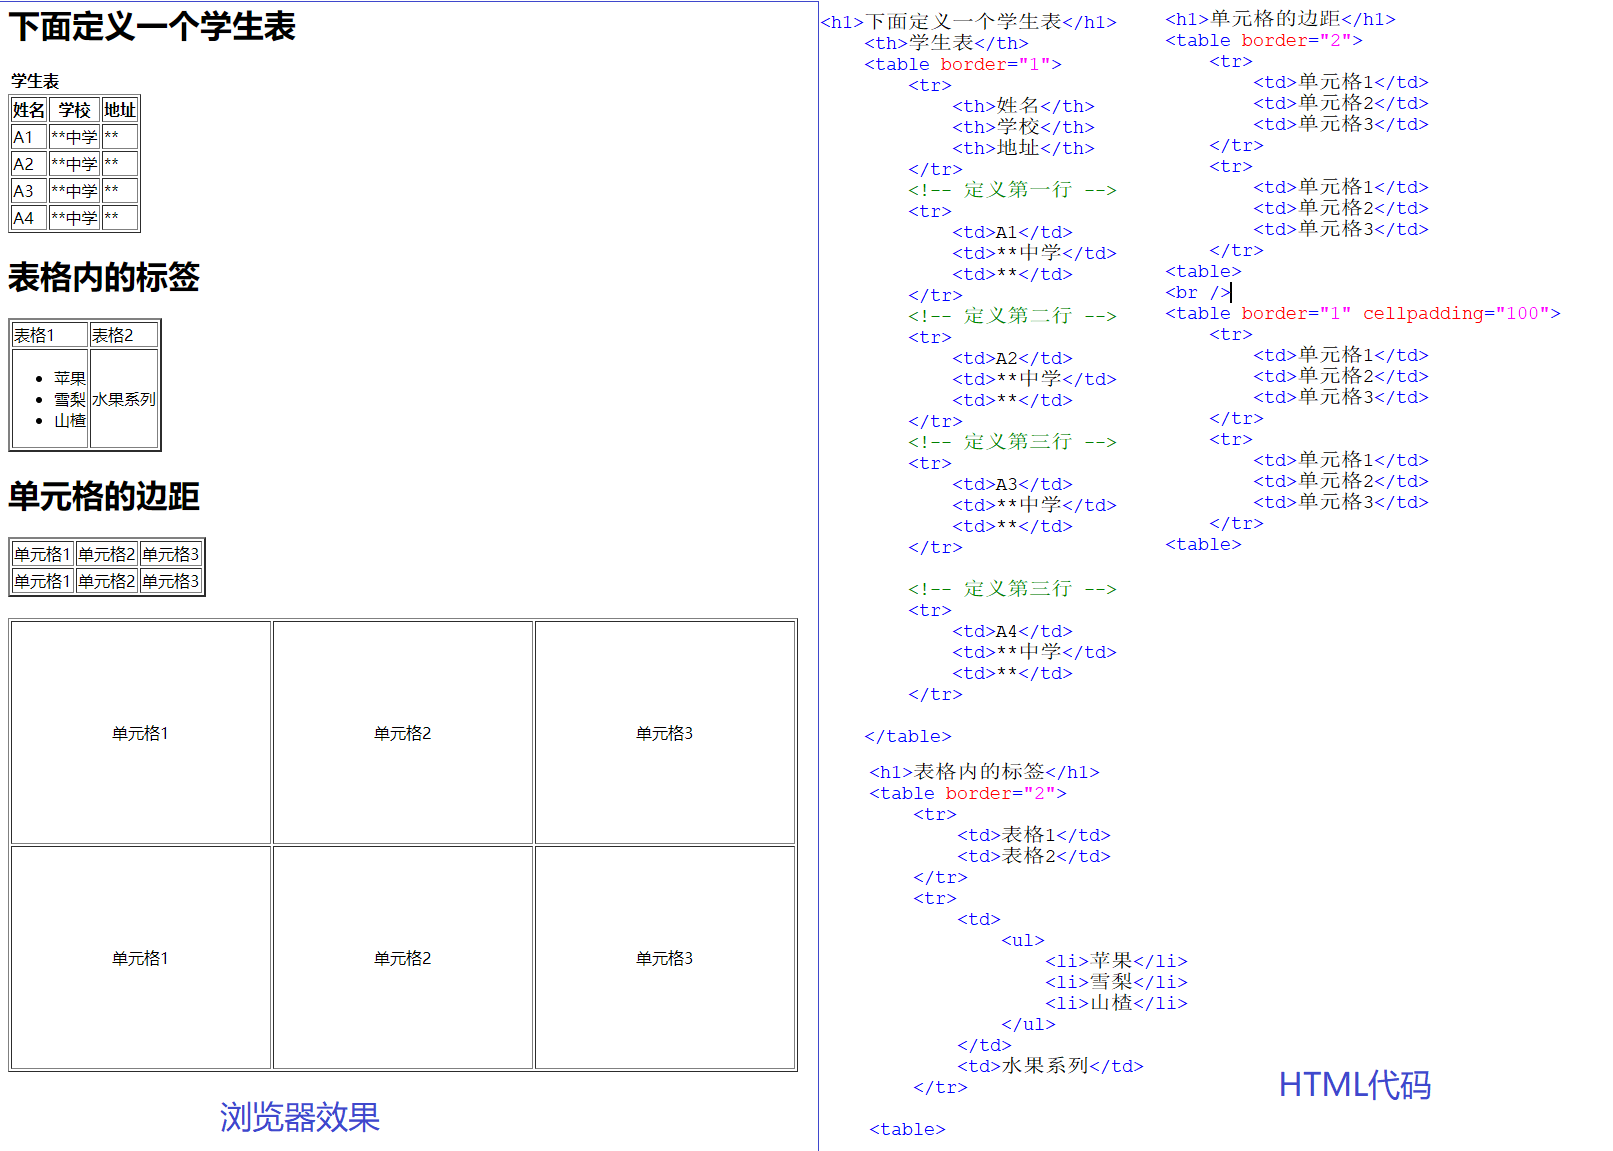 下面定义一个学生表
学生表
姓名 学校 地址
A1 **中学 **
A2 **中学 **
A3 **中学 **
A4 **中学 **
表格内的标签
表格1 表格2
苹果
雪梨
山楂
水果系列
单元格的边距
单元格1 单元格2 单元格3
单元格1 单元格2 单元格3
单元格1 单元格2 单元格3
单元格1 单元格2 单元格3
浏览器效果
<h1>下面定义一个学生表</h1>
<th>学生表</th>
<table border="1">
<tr>
<th>姓名</th>
<th>学校</th>
<th>地址</th>
</tr>
<!-- 定义第一行 -->
<tr>
<td>A1</td>
<td>**中学</td>
<td>**</td>
</tr>
<!-- 定义第二行 -->
<tr>
<td>A2</td>
<td>**中学</td>
<td>**</td>
</tr>
<!-- 定义第三行 -->
<tr>
<td>A3</td>
<td>**中学</td>
<td>**</td>
</tr>
<!-- 定义第三行 -->
<tr>
<td>A4</td>
<td>**中学</td>
<td>**</td>
</tr>
</table>
<h1>表格内的标签</h1>
<table border="2">
<tr>
<td>表格1</td>
<td>表格2</td>
</tr>
<tr>
<td>
<ul>
<li>苹果</li>
<li>雪梨</li>
<li>山楂</li>
</ul>
</td>
<td>水果系列</td>
</tr>
<table>
<h1>单元格的边距</h1>
<table border="2">
<tr>
<td>单元格1</td>
<td>单元格2</td>
<td>单元格3</td>
</tr>
<tr>
<td>单元格1</td>
<td>单元格2</td>
<td>单元格3</td>
</tr>
<table>
<br />
<table border="1" cellpadding="100">
<tr>
<td>单元格1</td>
<td>单元格2</td>
<td>单元格3</td>
</tr>
<tr>
<td>单元格1</td>
<td>单元格2</td>
<td>单元格3</td>
</tr>
<table>
HTML代码